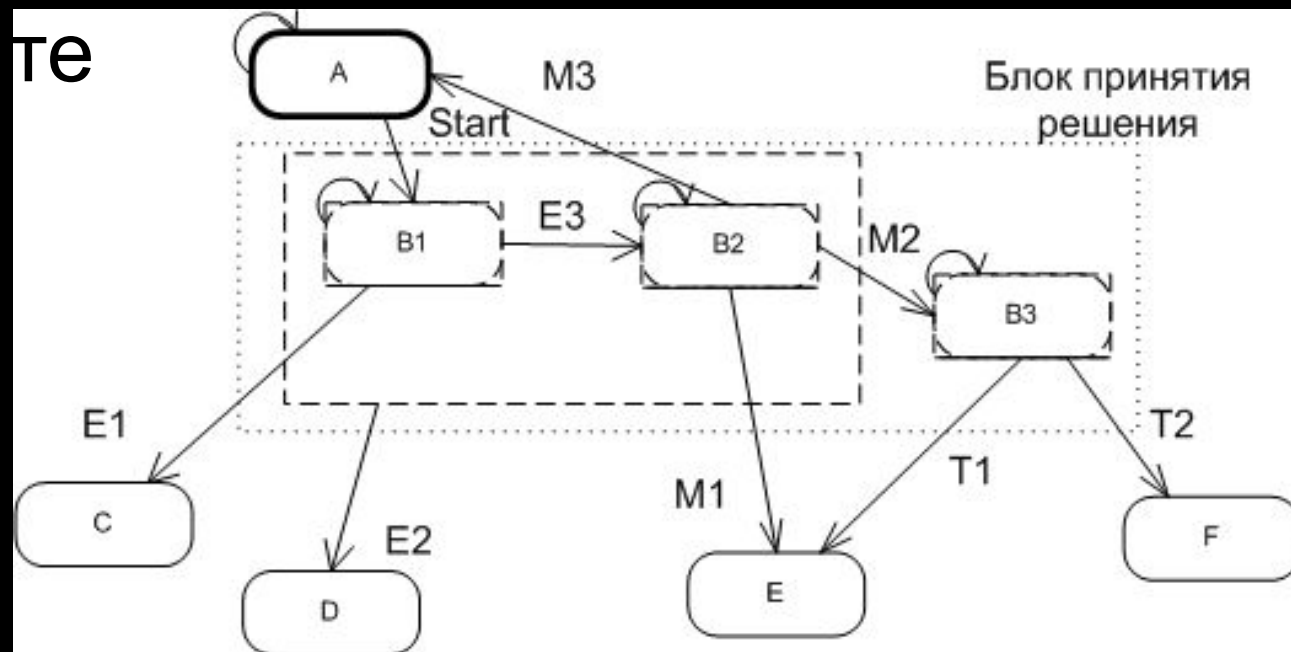 те
A
M3
Блок принятия
решения
Start
B1
E3
B2
M2
B3
E1
T2
T1
M1
C
E2
F
D
E